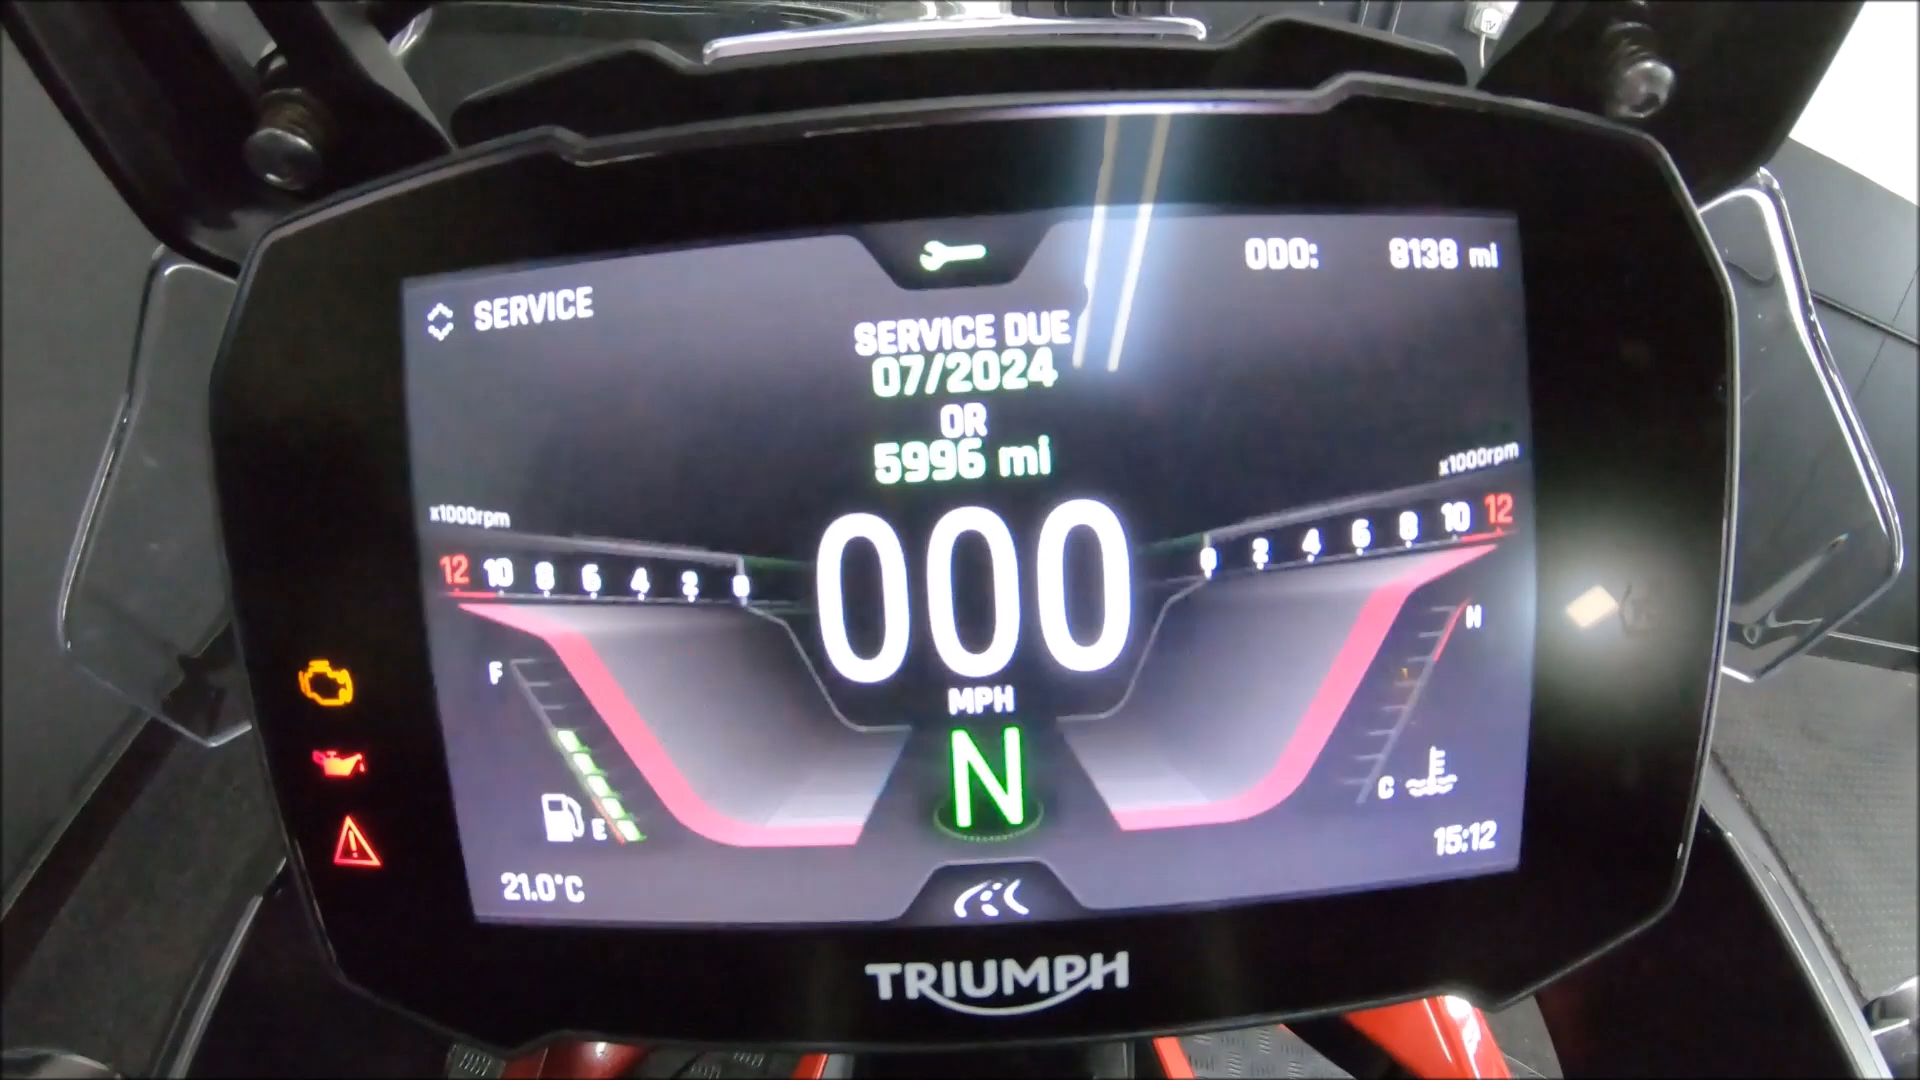 TV
ODO: 8138 mi
SERVICE
SERVICE DUE
07/2024
OR
5996 mi
x1000rpm
x1000rpm
12 10 8 6 4 2 0
0 2 4 6 8 10 12
000
MPH
N
F
E
H
C
15:12
21.0°C
TRIUMPH